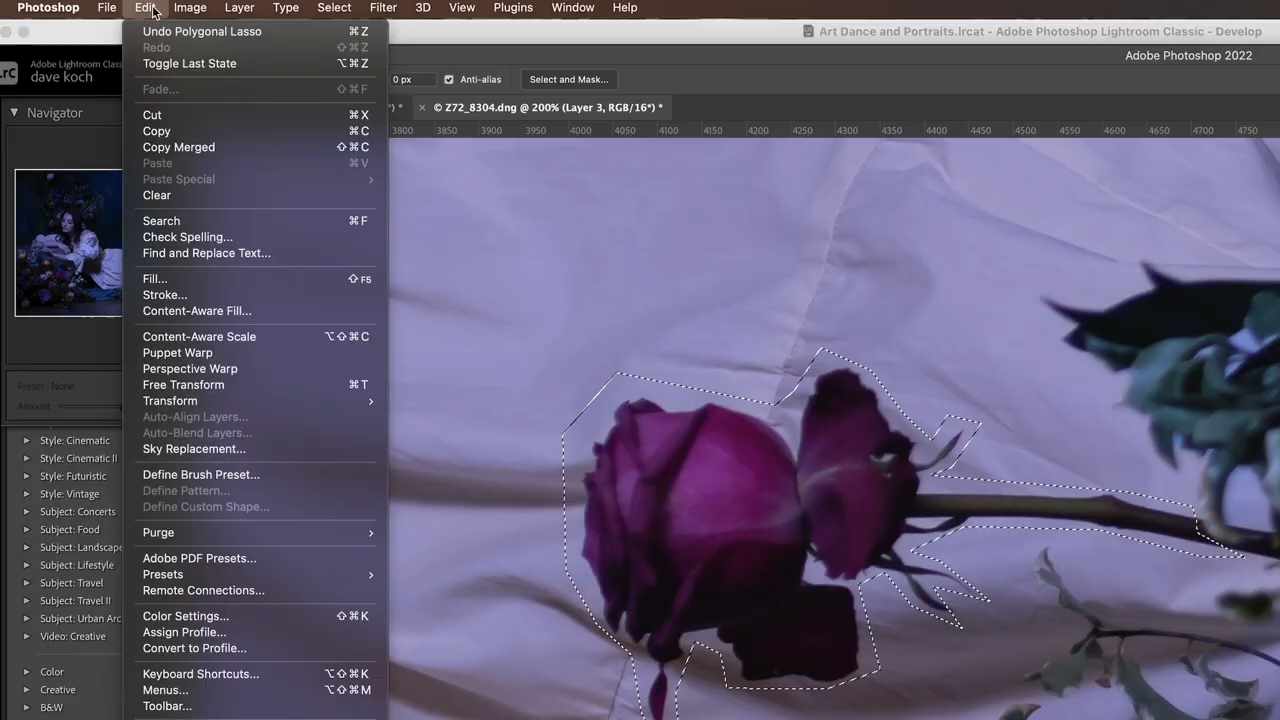 Photoshop File Edit Image Layer Type Select Filter 3D View Plugins Window Help
Art Dance and Portraits.lrcat - Adobe Photoshop Lightroom Classic - Develop
Adobe Photoshop 2022
Adobe Lightroom Class
dave koch
0 px Anti-alias Select and Mask...
© Z72_8304.dng @ 200% (Layer 3, RGB/16*) *
3800 3900 3950 4000 4050 4100 4150 4200 4250 4300 4350 4400 4450 4500 4550 4600 4650 4700 4750
Navigator
Preset : None
Amount
Style: Cinematic
Style: Cinematic II
Style: Futuristic
Style: Vintage
Subject: Concerts
Subject: Food
Subject: Landscape
Subject: Lifestyle
Subject: Travel
Subject: Travel II
Subject: Urban Arc
Video: Creative
Color
Creative
B&W
Undo Polygonal Lasso ⌘Z
Redo ⇧⌘Z
Toggle Last State ⌥⌘Z
Fade... ⇧⌘F
Cut ⌘X
Copy ⌘C
Copy Merged ⇧⌘C
Paste ⌘V
Paste Special
Clear
Search ⌘F
Check Spelling...
Find and Replace Text...
Fill... ⇧F5
Stroke...
Content-Aware Fill...
Content-Aware Scale ⌥⇧⌘C
Puppet Warp
Perspective Warp
Free Transform ⌘T
Transform
Auto-Align Layers...
Auto-Blend Layers...
Sky Replacement...
Define Brush Preset...
Define Pattern...
Define Custom Shape...
Purge
Adobe PDF Presets...
Presets
Remote Connections...
Color Settings... ⇧⌘K
Assign Profile...
Convert to Profile...
Keyboard Shortcuts... ⌥⇧⌘K
Menus... ⌥⇧⌘M
Toolbar...